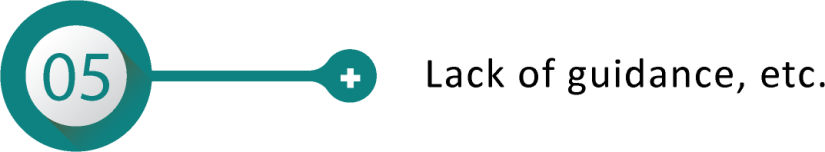 05 + Lack of guidance, etc.